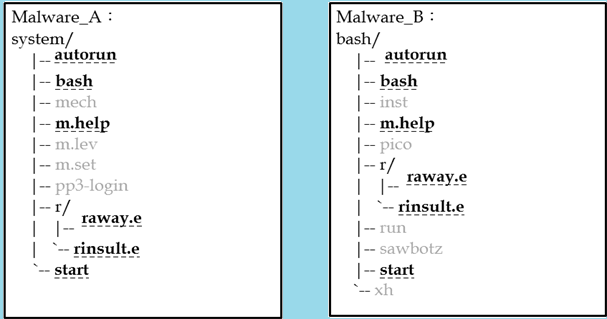 Malware_A：
system/
|-- autorun
|-- bash
|-- mech
|-- m.help
|-- m.lev
|-- m.set
|-- pp3-login
|-- r/
| |-- raway.e
| `-- rinsult.e
`-- start
Malware_B：
bash/
|-- autorun
|-- bash
|-- inst
|-- m.help
|-- pico
|-- r/
| |-- raway.e
| `-- rinsult.e
|-- run
|-- sawbotz
|-- start
`-- xh